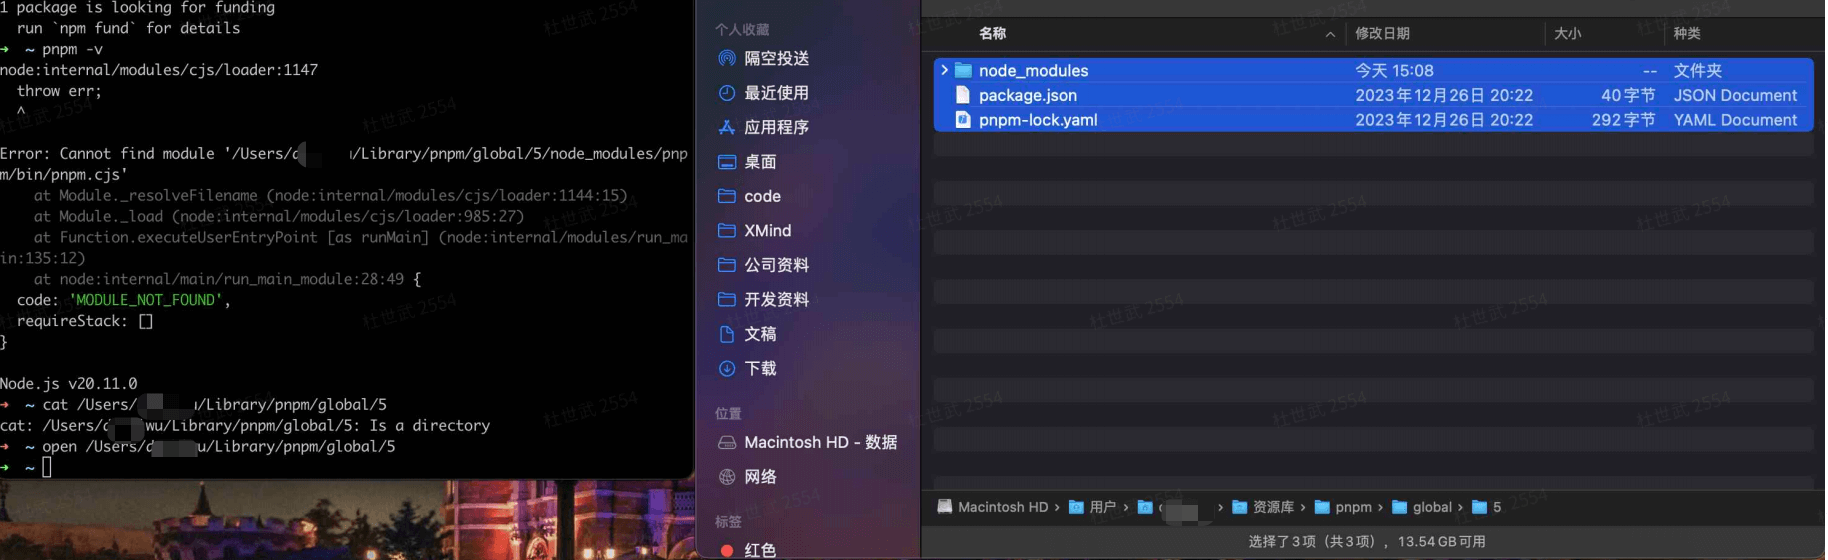 1 package is looking for funding
run `npm fund` for details
➜ ~ pnpm -v
node:internal/modules/cjs/loader:1147
throw err;
^
Error: Cannot find module '/Users/ /Library/pnpm/global/5/node_modules/pnp
m/bin/pnpm.cjs'
at Module._resolveFilename (node:internal/modules/cjs/loader:1144:15)
at Module._load (node:internal/modules/cjs/loader:985:27)
at Function.executeUserEntryPoint [as runMain] (node:internal/modules/run_ma
in:135:12)
at node:internal/main/run_main_module:28:49 {
code: 'MODULE_NOT_FOUND',
requireStack: []
}
Node.js v20.11.0
➜ ~ cat /Users/ /Library/pnpm/global/5
cat: /Users/ wu/Library/pnpm/global/5: Is a directory
➜ ~ open /Users/ u/Library/pnpm/global/5
➜ ~
个人收藏
隔空投送
最近使用
应用程序
桌面
code
XMind
公司资料
开发资料
文稿
下载
位置
Macintosh HD - 数据
网络
标签
红色
名称 修改日期 大小 种类
node_modules 今天 15:08 -- 文件夹
package.json 2023年12月26日 20:22 40字节 JSON Document
pnpm-lock.yaml 2023年12月26日 20:22 292字节 YAML Document
Macintosh HD › 用户 › › 资源库 › pnpm › global › 5
选择了3项（共3项），13.54GB可用
杜世武 2554